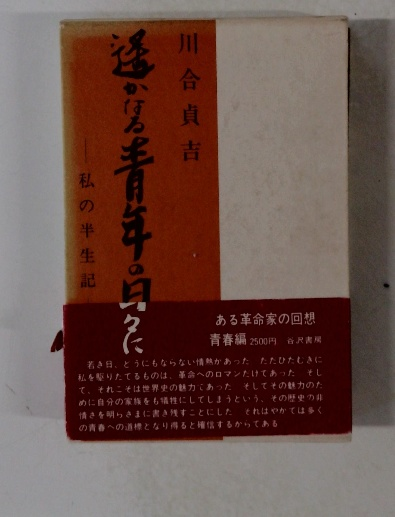 川合貞吉
遥かなる青年の日々に
──私の半生記──
ある革命家の回想
青春編 2500円 谷沢書房
若き日、どうにもならない情熱があった ただひたむきに
私を駆りたてるものは、革命へのロマンだけであった そし
て、それこそは世界史の魅力であった そしてその魅力のた
めに自分の家族をも犠牲にしてしまうという、その歴史の非
情さを明らさまに書き残すことにした それはやがては多く
の青春への道標となり得ると確信するからである